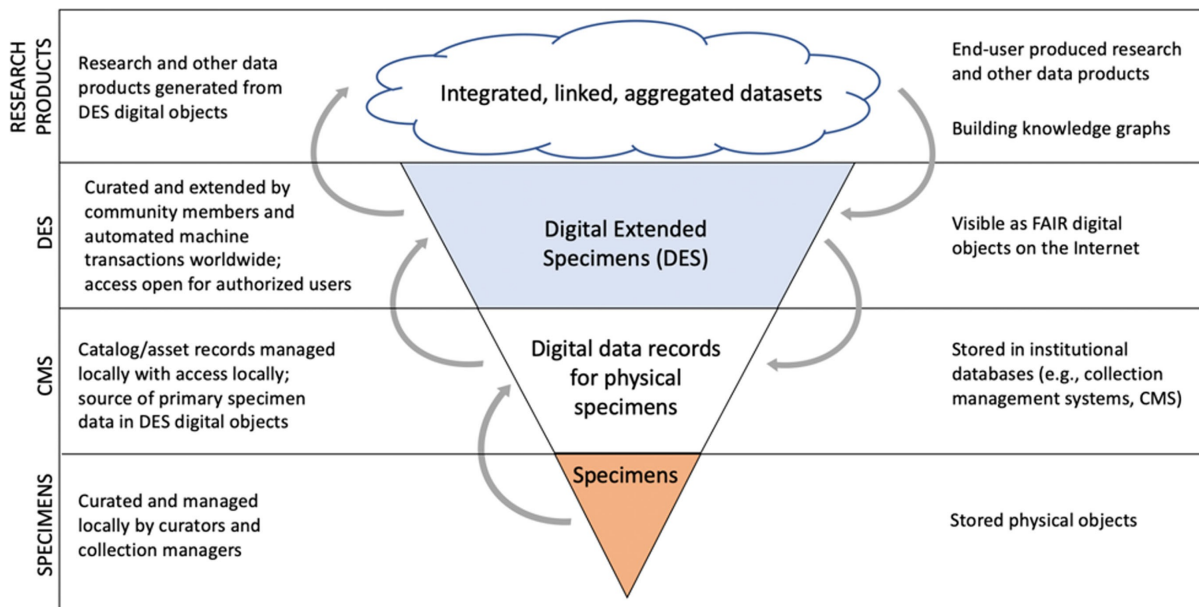 RESEARCH
PRODUCTS
Research and other data
products generated from
DES digital objects
Integrated, linked, aggregated datasets
End-user produced research
and other data products
Building knowledge graphs
DES
Curated and extended by
community members and
automated machine
transactions worldwide;
access open for authorized users
Digital Extended
Specimens (DES)
Visible as FAIR digital
objects on the Internet
CMS
Catalog/asset records managed
locally with access locally;
source of primary specimen
data in DES digital objects
Digital data records
for physical
specimens
Stored in institutional
databases (e.g., collection
management systems, CMS)
SPECIMENS
Curated and managed
locally by curators and
collection managers
Specimens
Stored physical objects